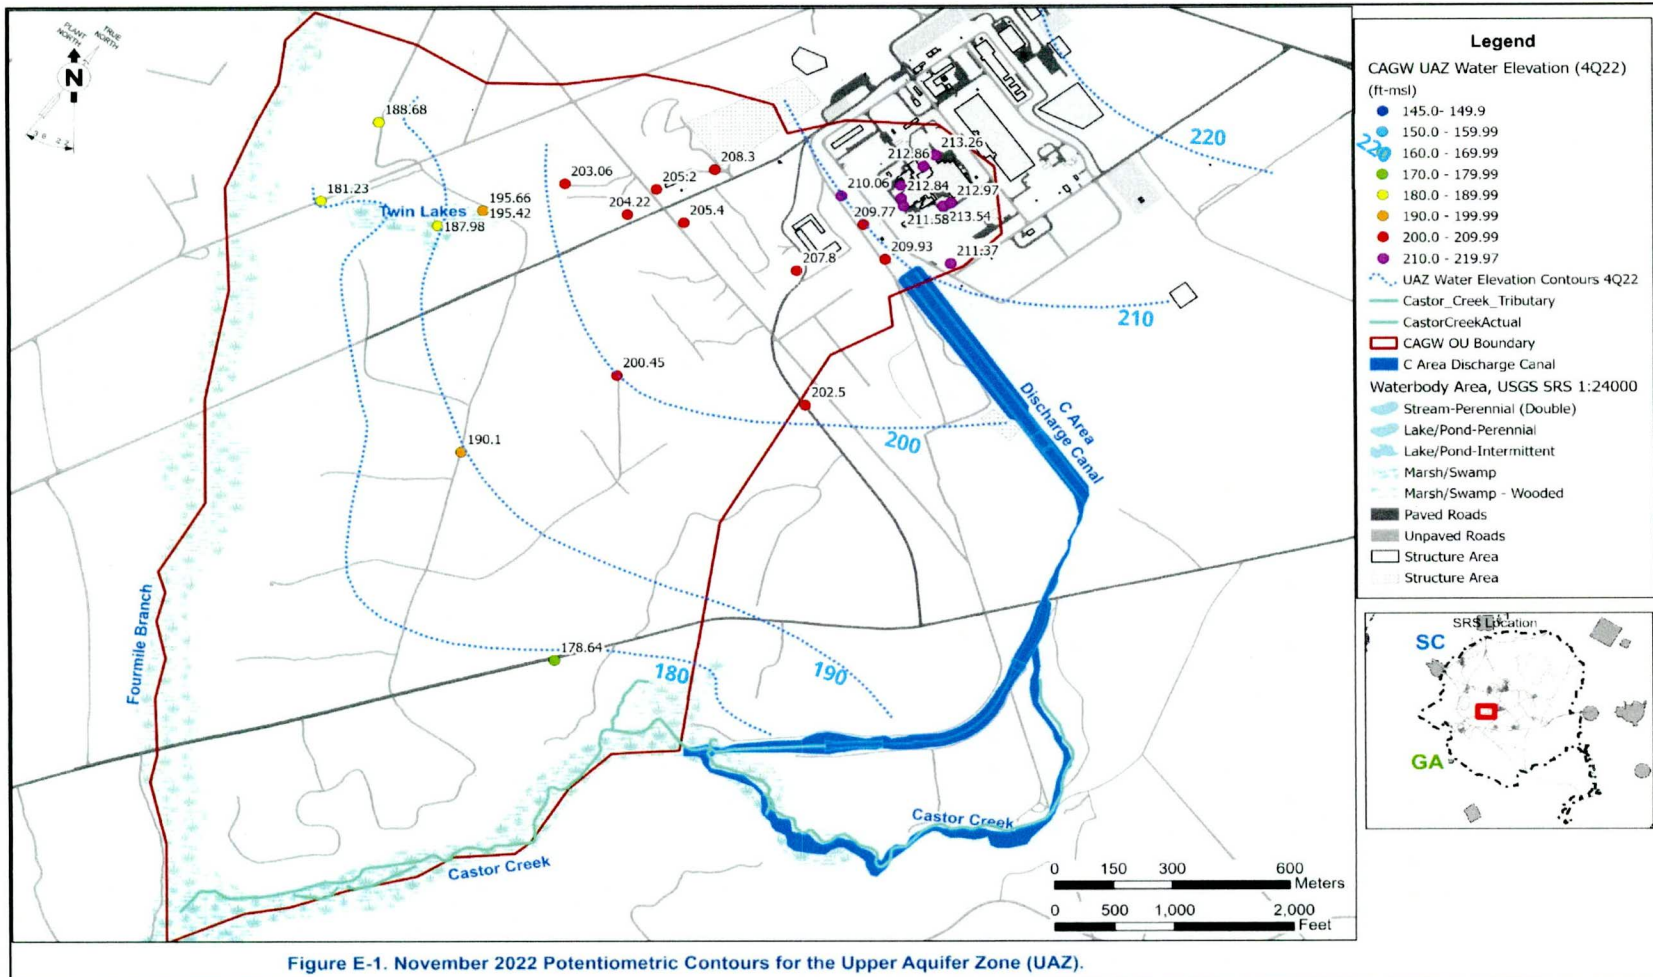 PLANT
NORTH
TRUE
NORTH
N
188.68
181.23
Twin Lakes
195.66
195.42
187.98
203.06
205.2
208.3
204.22
205.4
207.8
210.06
209.77
209.93
212.86
213.26
212.84
212.97
211.58
213.54
211.37
220
220
210
200.45
202.5
200
190.1
C Area
Discharge Canal
Fourmile Branch
178.64
180
190
Castor Creek
Castor Creek
0 150 300 600
Meters
0 500 1,000 2,000
Feet
Legend
CAGW UAZ Water Elevation (4Q22)
(ft-msl)
145.0- 149.9
150.0 - 159.99
160.0 - 169.99
170.0 - 179.99
180.0 - 189.99
190.0 - 199.99
200.0 - 209.99
210.0 - 219.97
UAZ Water Elevation Contours 4Q22
Castor_Creek_Tributary
CastorCreekActual
CAGW OU Boundary
C Area Discharge Canal
Waterbody Area, USGS SRS 1:24000
Stream-Perennial (Double)
Lake/Pond-Perennial
Lake/Pond-Intermittent
Marsh/Swamp
Marsh/Swamp - Wooded
Paved Roads
Unpaved Roads
Structure Area
Structure Area
SRS Location
SC
GA
Figure E-1. November 2022 Potentiometric Contours for the Upper Aquifer Zone (UAZ).